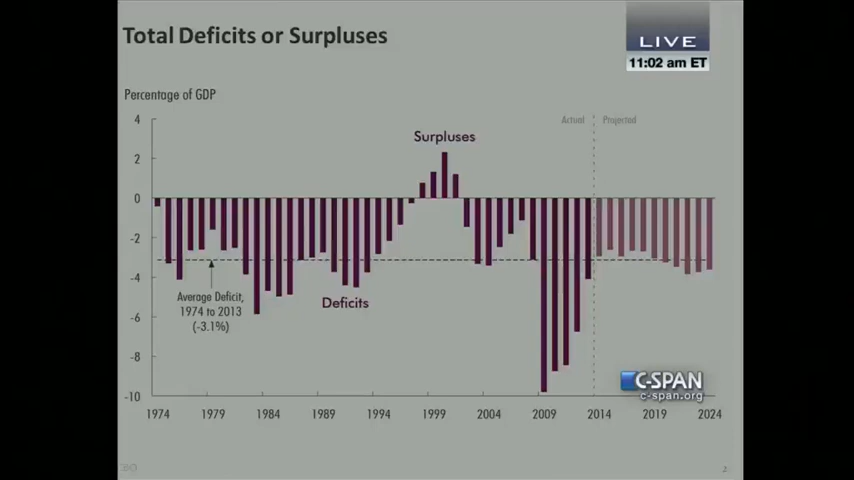 Total Deficits or Surpluses
LIVE
11:02 am ET
Percentage of GDP
4
Surpluses
Actual
Projected
2
0
-2
-4
Average Deficit,
1974 to 2013
(-3.1%)
Deficits
-6
-8
-10
C-SPAN
c-span.org
1974
1979
1984
1989
1994
1999
2004
2009
2014
2019
2024
CBO
2